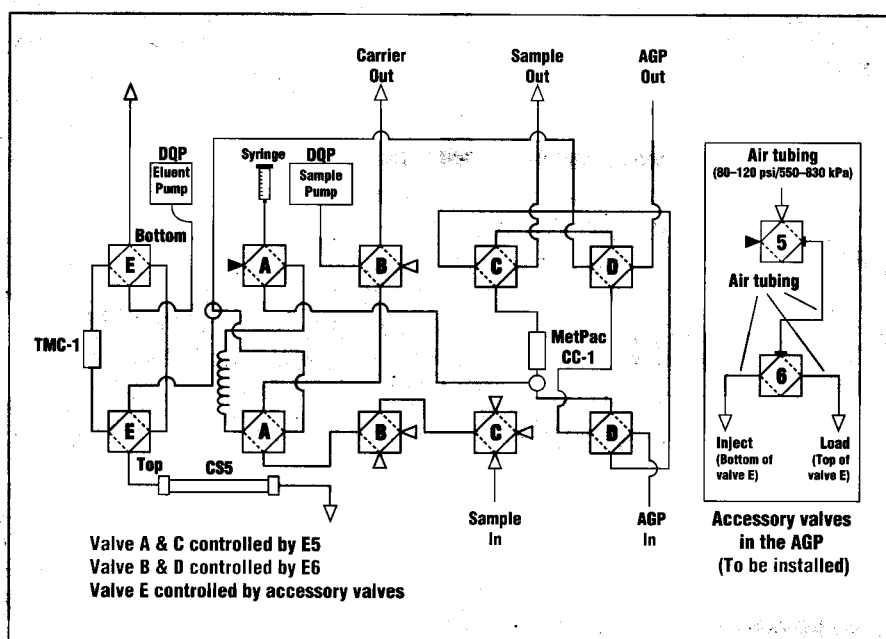 Carrier
Out
Sample
Out
AGP
Out
DQP
Eluent
Pump
Syringe
DQP
Sample
Pump
Bottom
E
A
B
C
D
TMC-1
MetPac
CC-1
E
A
B
C
D
Top
CS5
Sample
In
AGP
In
Valve A & C controlled by E5
Valve B & D controlled by E6
Valve E controlled by accessory valves
Air tubing
(80–120 psi/550–830 kPa)
5
Air tubing
6
Inject
(Bottom of
valve E)
Load
(Top of
valve E)
Accessory valves
in the AGP
(To be installed)